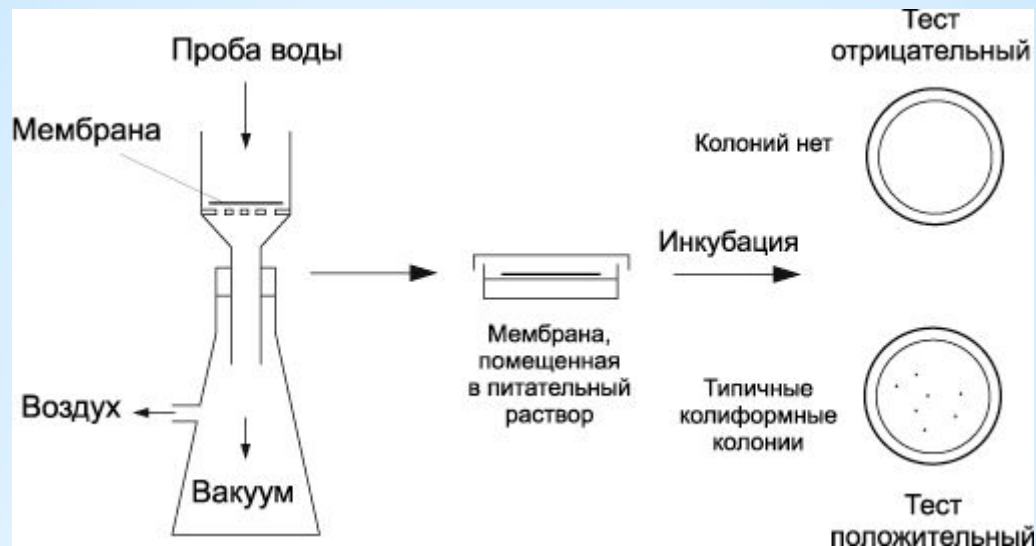 Проба воды
Мембрана
Воздух
Вакуум
Мембрана,
помещенная
в питательный
раствор
Инкубация
Тест
отрицательный
Колоний нет
Типичные
колиформные
колонии
Тест
положительный